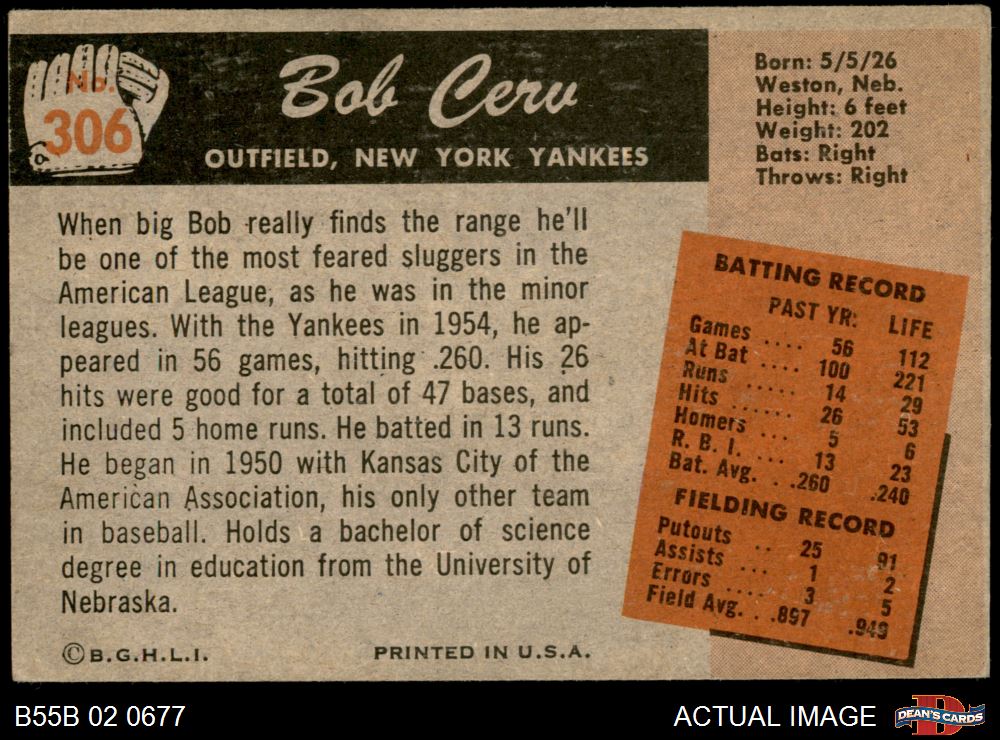 No.
306
Bob Cerv
OUTFIELD, NEW YORK YANKEES
Born: 5/5/26
Weston, Neb.
Height: 6 feet
Weight: 202
Bats: Right
Throws: Right
When big Bob really finds the range he'll
be one of the most feared sluggers in the
American League, as he was in the minor
leagues. With the Yankees in 1954, he ap-
peared in 56 games, hitting .260. His 26
hits were good for a total of 47 bases, and
included 5 home runs. He batted in 13 runs.
He began in 1950 with Kansas City of the
American Association, his only other team
in baseball. Holds a bachelor of science
degree in education from the University of
Nebraska.
©B.G.H.L.I. PRINTED IN U.S.A.
BATTING RECORD
PAST YR: LIFE
Games .... 56 112
At Bat .... 100 221
Runs ..... 14 29
Hits ...... 26 53
Homers ... 5 6
R. B. I. ... 13 23
Bat. Avg. ..260 .240
FIELDING RECORD
Putouts .. 25 91
Assists ... 1 2
Errors .... 3 5
Field Avg. ..897 .949
B55B 02 0677
ACTUAL IMAGE
D
DEAN'S CARDS